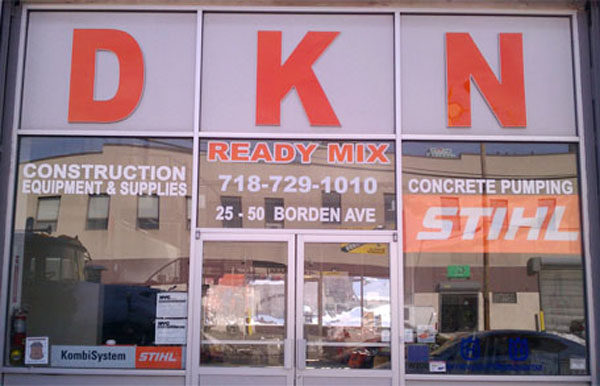 D K N
READY MIX
CONSTRUCTION
EQUIPMENT & SUPPLIES
718-729-1010
25 - 50 BORDEN AVE
CONCRETE PUMPING
STIHL
KombiSystem STIHL